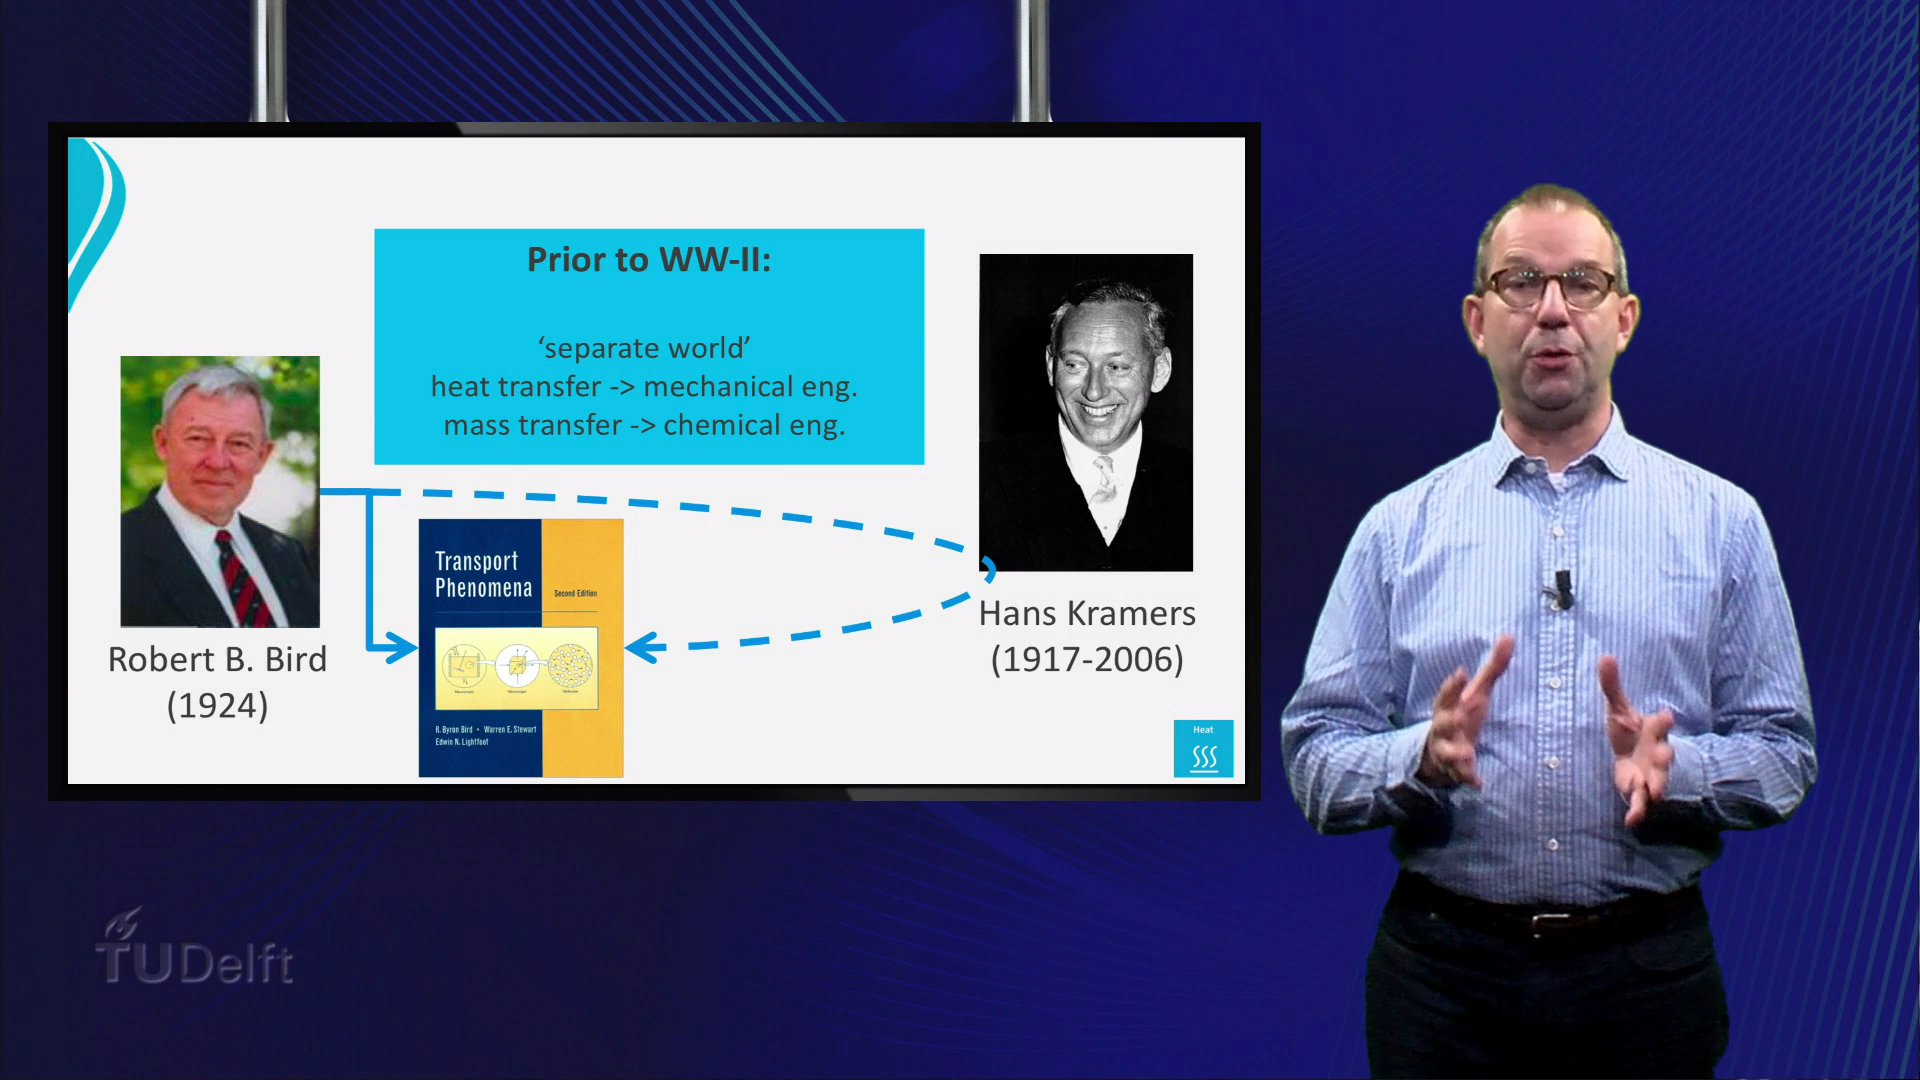 Prior to WW-II:
‘separate world’
heat transfer -> mechanical eng.
mass transfer -> chemical eng.
Robert B. Bird
(1924)
Transport
Phenomena
Second Edition
R. Byron Bird • Warren E. Stewart
Edwin N. Lightfoot
Hans Kramers
(1917-2006)
Heat
TUDelft